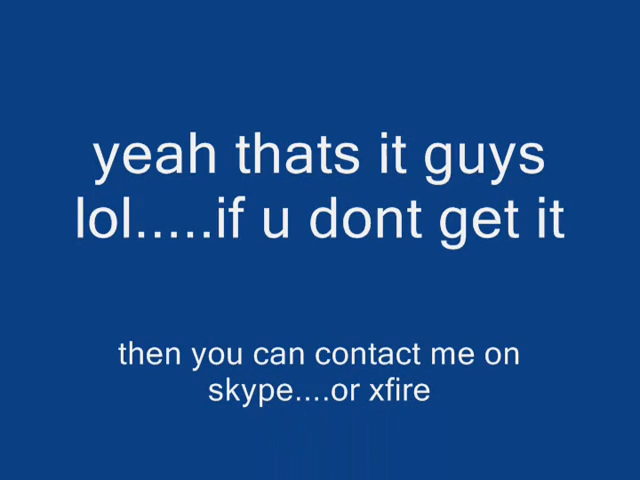 yeah thats it guys
lol.....if u dont get it
then you can contact me on
skype....or xfire